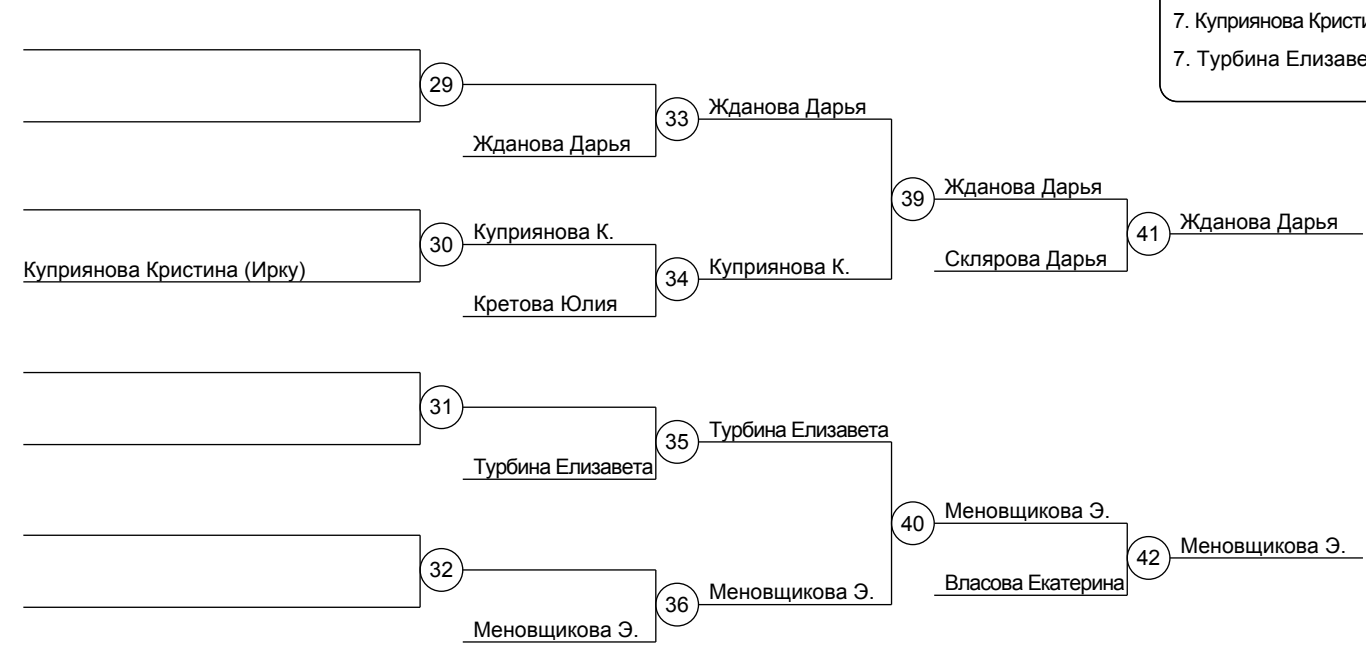 7. Куприянова Кристи
7. Турбина Елизаве
29
Жданова Дарья
33
Жданова Дарья
39
Жданова Дарья
30
Куприянова К.
41
Жданова Дарья
Куприянова Кристина (Ирку)
34
Куприянова К.
Склярова Дарья
Кретова Юлия
31
35
Турбина Елизавета
Турбина Елизавета
40
Меновщикова Э.
42
Меновщикова Э.
32
36
Меновщикова Э.
Власова Екатерина
Меновщикова Э.